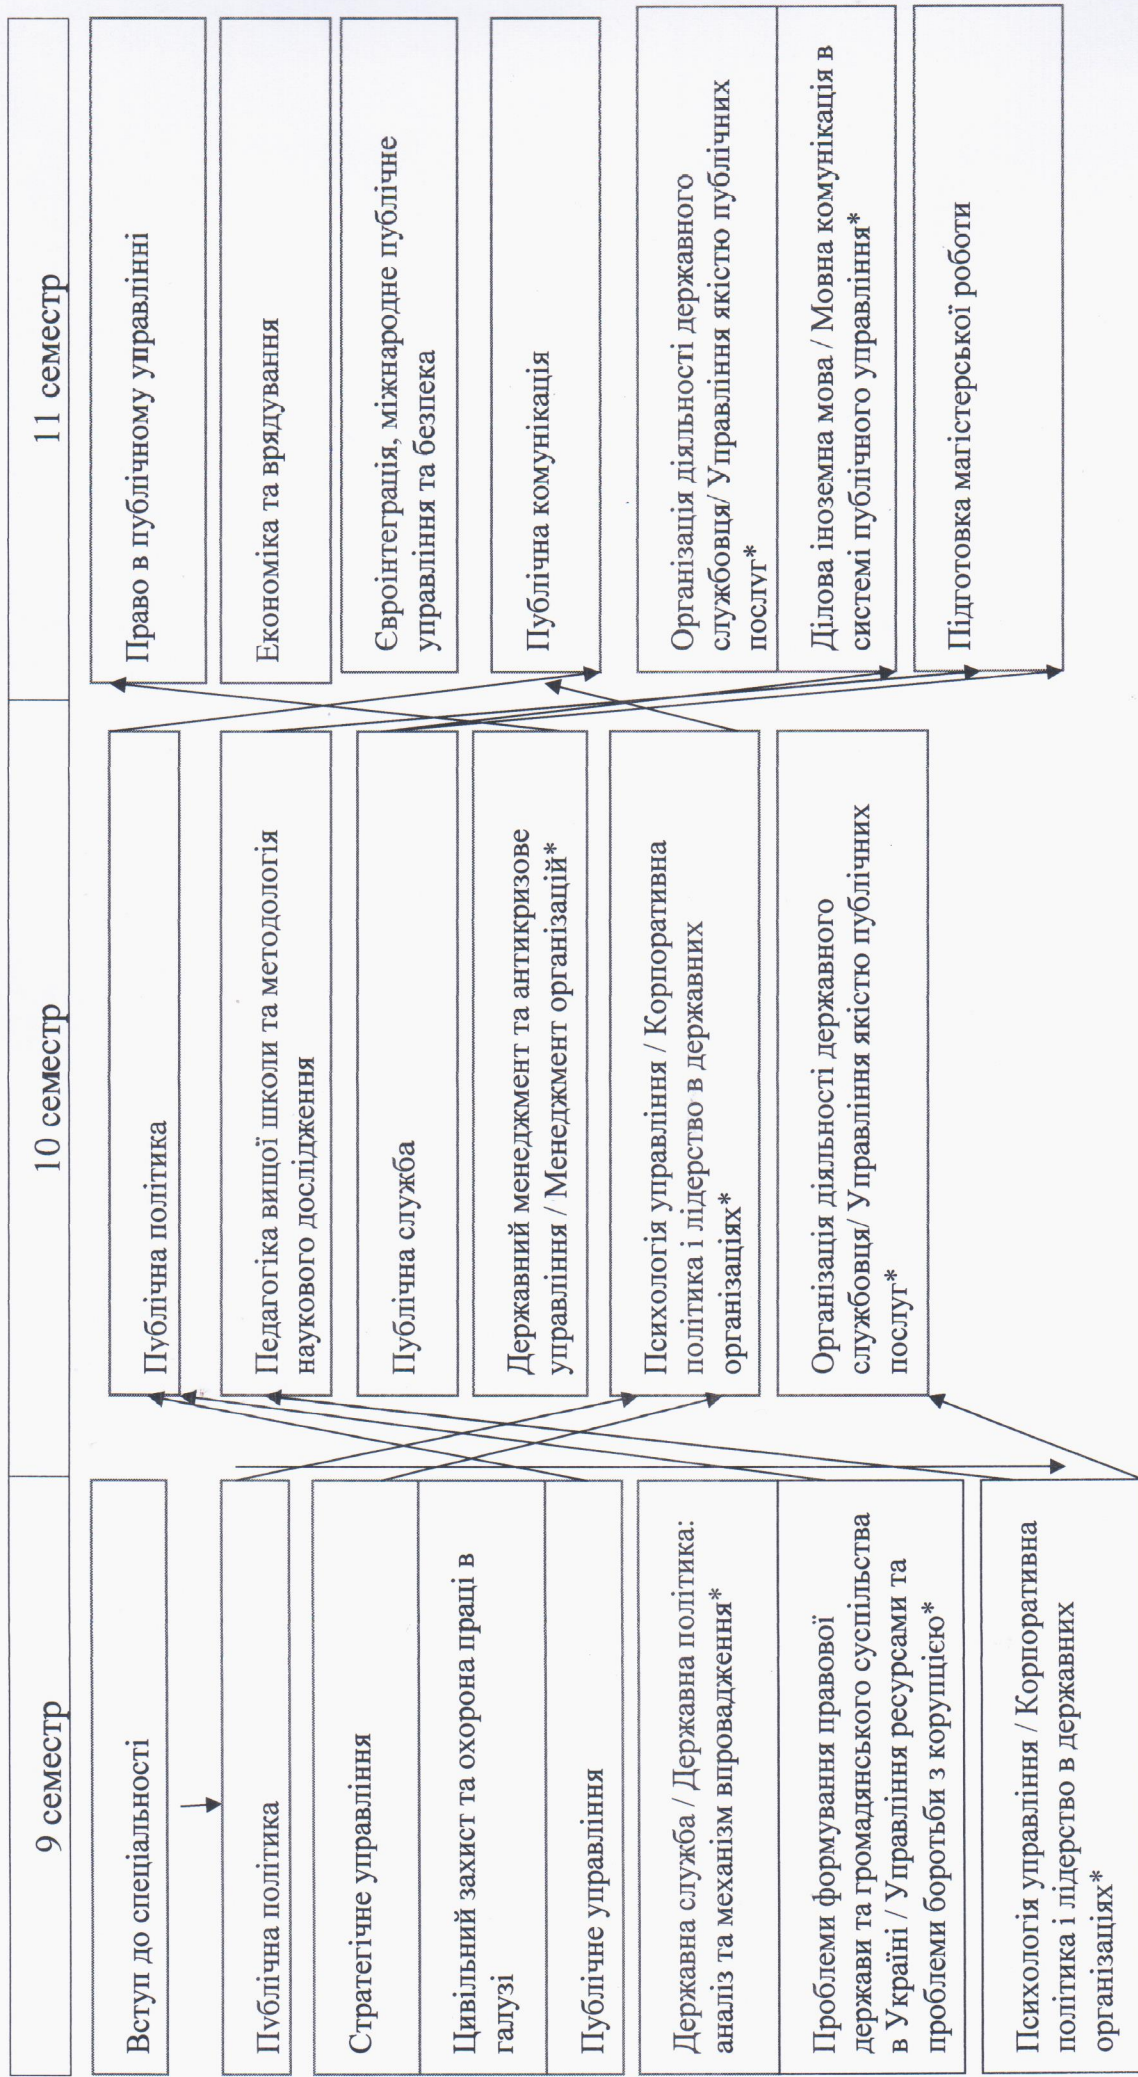 9 семестр
Вступ до спеціальності
Публічна політика
Стратегічне управління
Цивільний захист та охорона праці в
галузі
Публічне управління
Державна служба / Державна політика:
аналіз та механізм впровадження*
Проблеми формування правової
держави та громадянського суспільства
в Україні / Управління ресурсами та
проблеми боротьби з корупцією*
Психологія управління / Корпоративна
політика і лідерство в державних
організаціях*
10 семестр
Публічна політика
Педагогіка вищої школи та методологія
наукового дослідження
Публічна служба
Державний менеджмент та антикризове
управління / Менеджмент організацій*
Психологія управління / Корпоративна
політика і лідерство в державних
організаціях*
Організація діяльності державного
службовця/ Управління якістю публічних
послуг*
11 семестр
Право в публічному управлінні
Економіка та врядування
Євроінтеграція, міжнародне публічне
управління та безпека
Публічна комунікація
Організація діяльності державного
службовця/ Управління якістю публічних
послуг*
Ділова іноземна мова / Мовна комунікація в
системі публічного управління*
Підготовка магістерської роботи